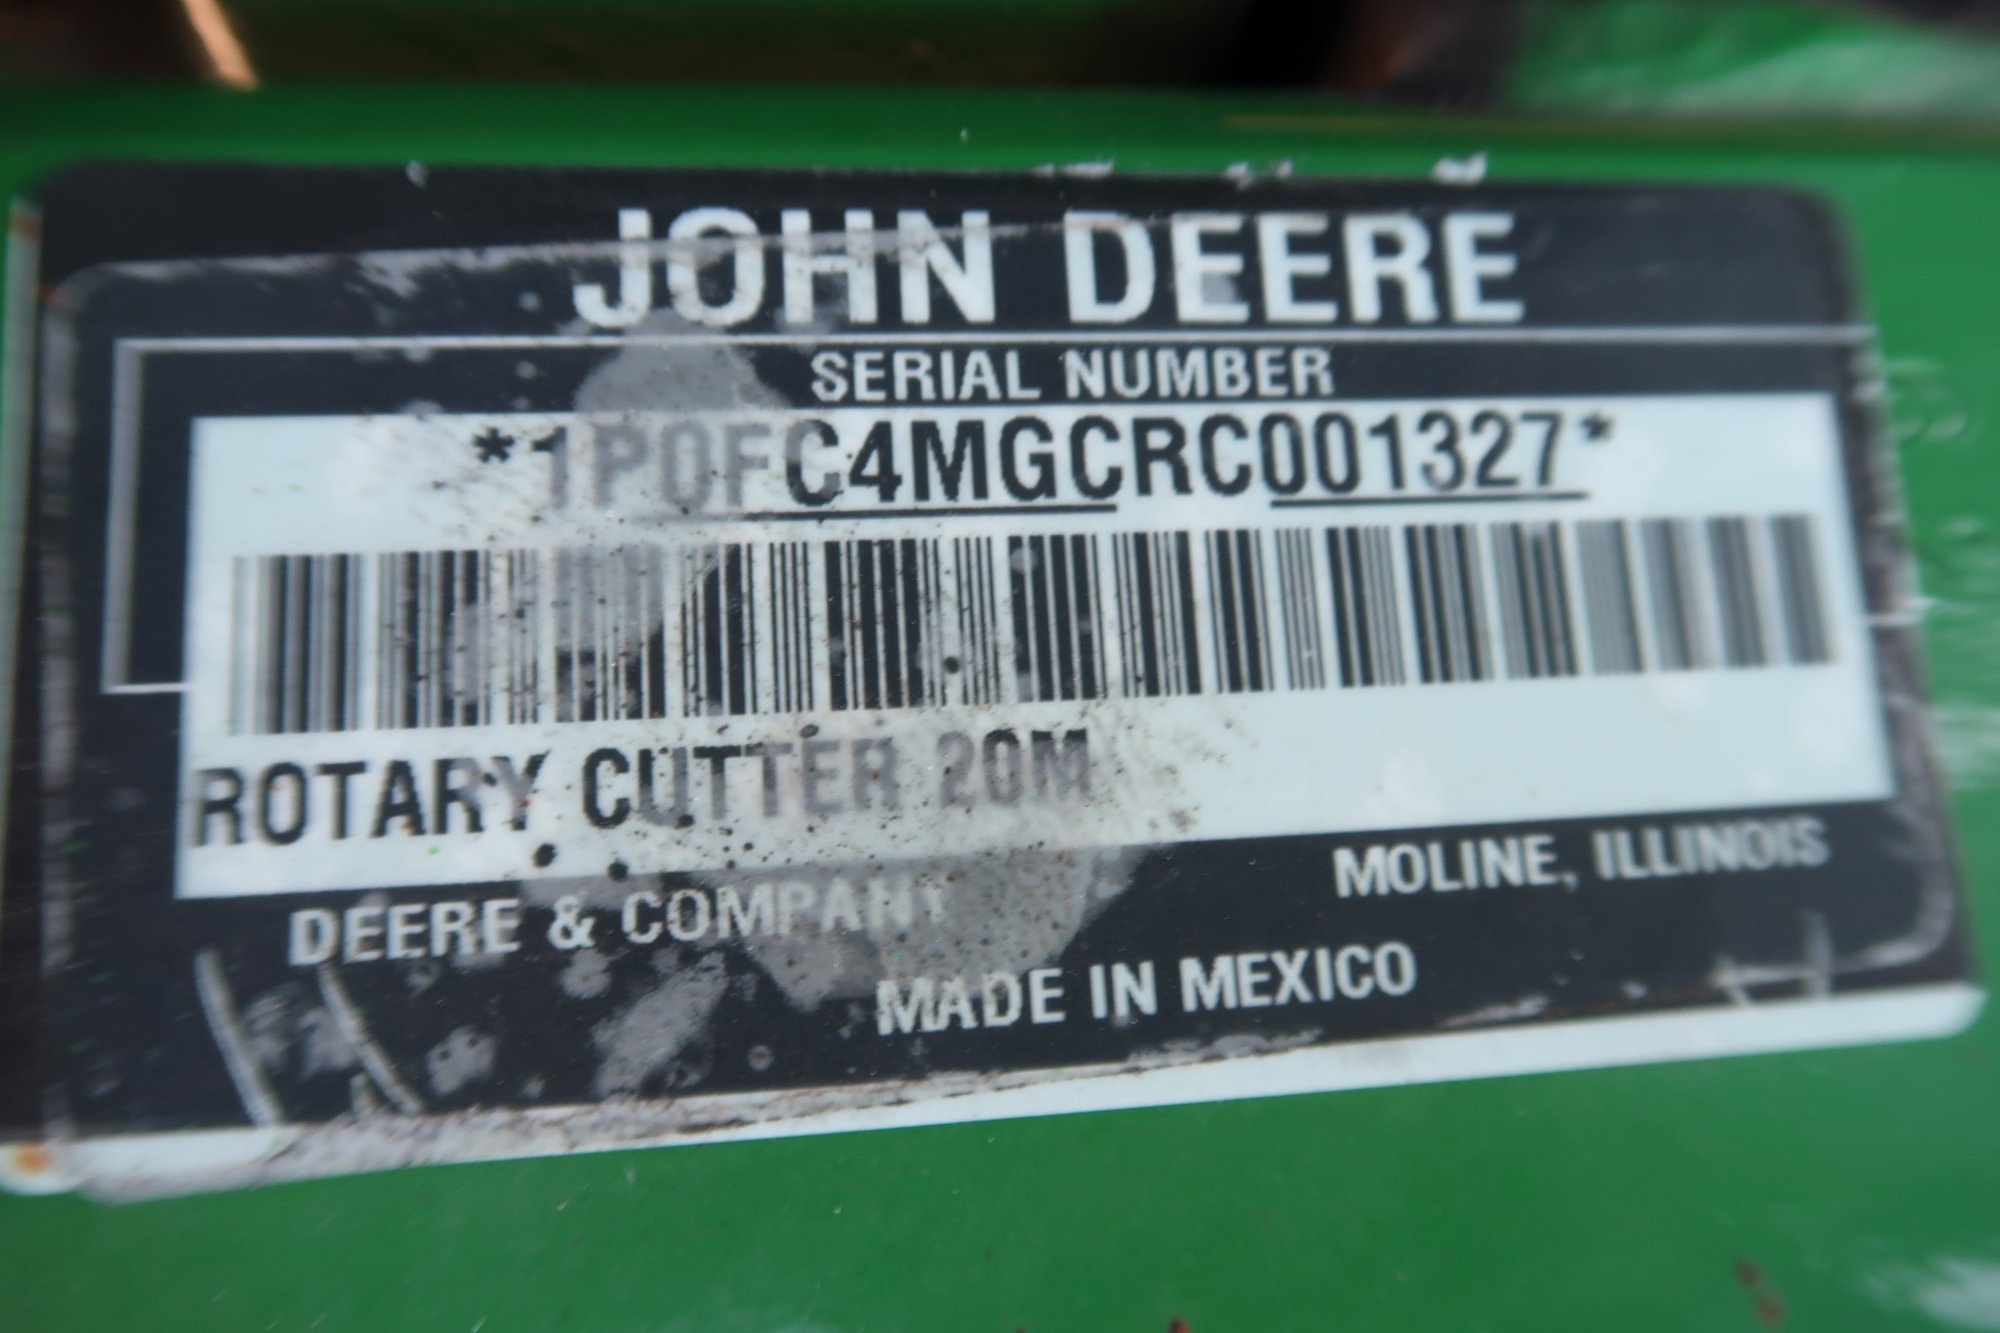 JOHN DEERE
SERIAL NUMBER
*1P0FC4MGCRC001327*
ROTARY CUTTER 20M
DEERE & COMPANY MOLINE, ILLINOIS
MADE IN MEXICO